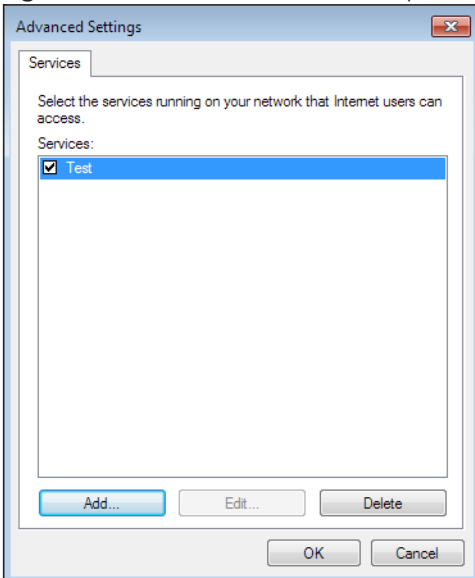 Advanced Settings
Services
Select the services running on your network that Internet users can
access.
Services:
Test
Add...
Edit...
Delete
OK
Cancel